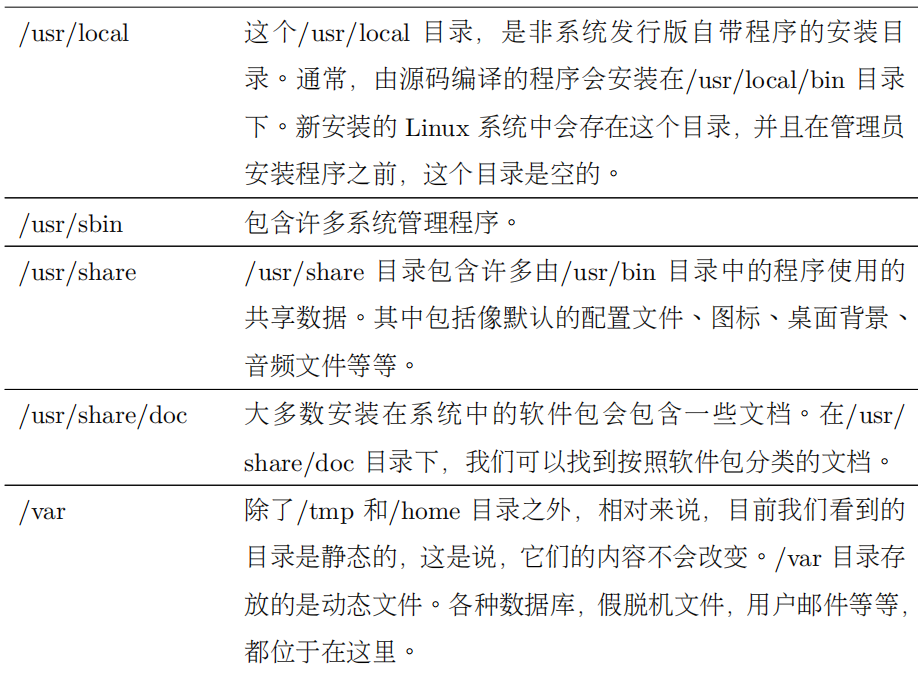 /usr/local 这个/usr/local 目录，是非系统发行版自带程序的安装目
录。通常，由源码编译的程序会安装在/usr/local/bin 目录
下。新安装的 Linux 系统中会存在这个目录，并且在管理员
安装程序之前，这个目录是空的。
/usr/sbin 包含许多系统管理程序。
/usr/share /usr/share 目录包含许多由/usr/bin 目录中的程序使用的
共享数据。其中包括像默认的配置文件、图标、桌面背景、
音频文件等等。
/usr/share/doc 大多数安装在系统中的软件包会包含一些文档。在/usr/
share/doc 目录下，我们可以找到按照软件包分类的文档。
/var 除了/tmp 和/home 目录之外，相对来说，目前我们看到的
目录是静态的，这是说，它们的内容不会改变。/var 目录存
放的是动态文件。各种数据库，假脱机文件，用户邮件等等，
都位于在这里。